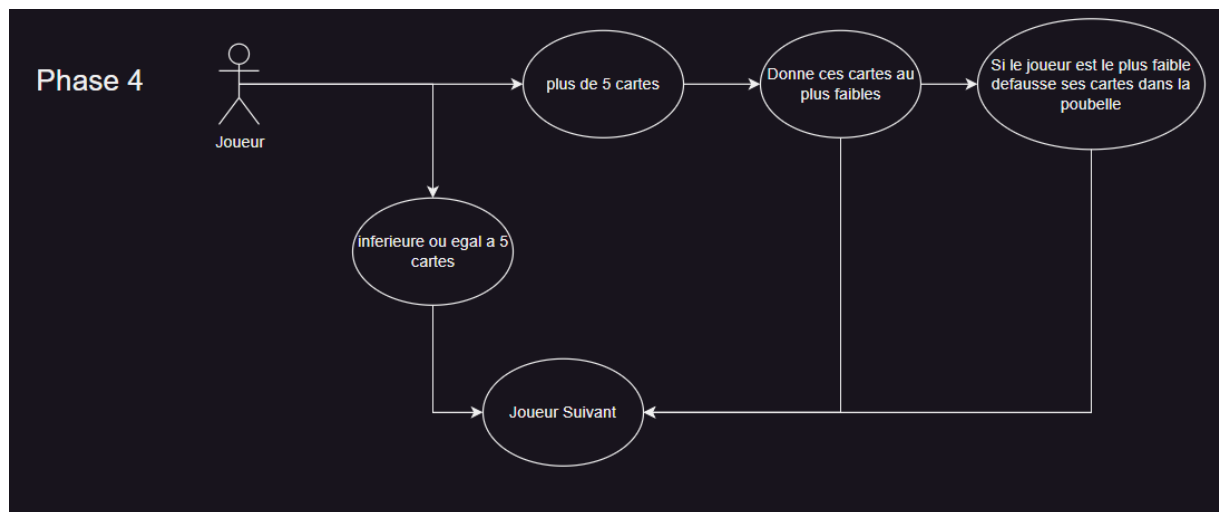 Phase 4
Joueur
plus de 5 cartes
Donne ces cartes au
plus faibles
Si le joueur est le plus faible
defausse ses cartes dans la
poubelle
inferieure ou egal a 5
cartes
Joueur Suivant